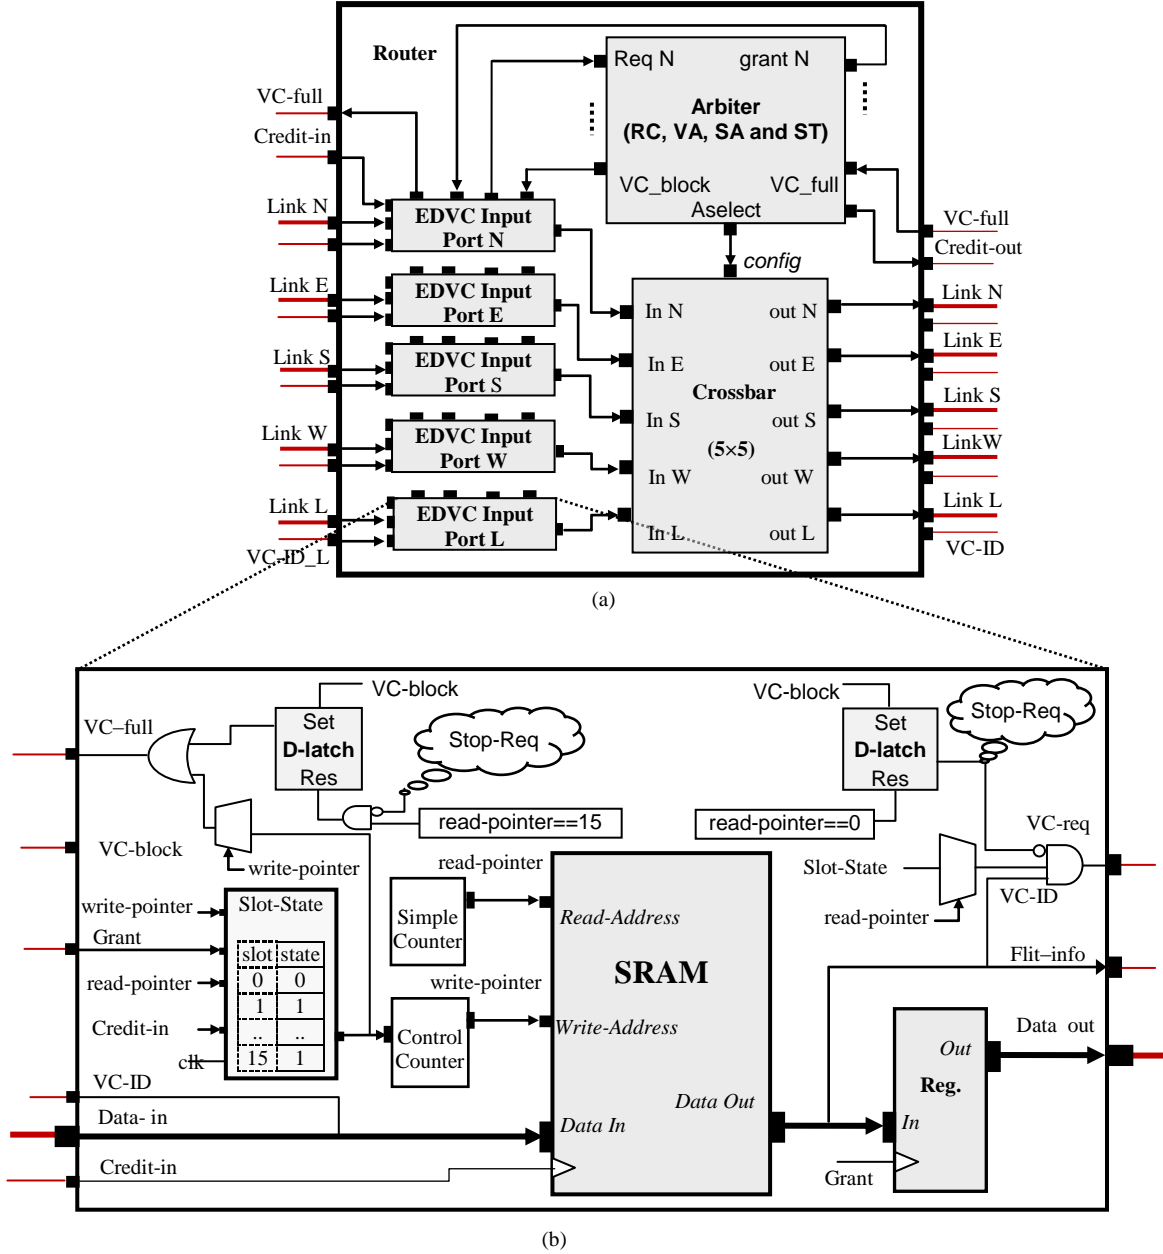 Router
Req N
grant N
Arbiter
(RC, VA, SA and ST)
VC_block
VC_full
Aselect
config
VC-full
Credit-in
Link N
Link E
Link S
Link W
Link L
VC-ID_L
EDVC Input
Port N
EDVC Input
Port E
EDVC Input
Port S
EDVC Input
Port W
EDVC Input
Port L
In N
out N
In E
out E
Crossbar
In S
out S
(5×5)
In W
out W
In L
out L
VC-full
Credit-out
Link N
Link E
Link S
LinkW
Link L
VC-ID
(a)
VC-block
VC–full
Set
D-latch
Res
Stop-Req
read-pointer==15
VC-block
Set
D-latch
Res
Stop-Req
read-pointer==0
VC-req
VC-block
write-pointer
read-pointer
Slot-State
VC-ID
read-pointer
write-pointer
Grant
read-pointer
Credit-in
clk
Slot-State
slot state
0 0
1 1
.. ..
15 1
Simple
Counter
write-pointer
Control
Counter
Read-Address
SRAM
Write-Address
Data Out
Data In
Flit–info
Data out
Out
Reg.
In
Grant
VC-ID
Data- in
Credit-in
(b)